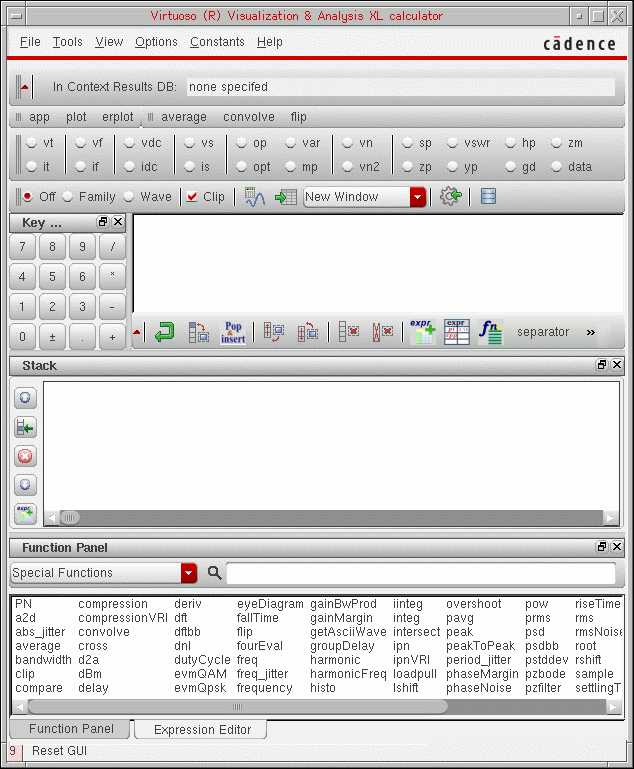 Virtuoso (R) Visualization & Analysis XL calculator
File Tools View Options Constants Help
cādence
In Context Results DB: none specifed
app plot erplot average convolve flip
vt vf vdc vs op var vn sp vswr hp zm
it if idc is opt mp vn2 zp yp gd data
Off Family Wave Clip New Window
Key ...
7 8 9 /
4 5 6 *
1 2 3 -
0 ± . +
Pop insert expr expr fn separator »
Stack
expr
Function Panel
Special Functions
PN compression deriv eyeDiagram gainBwProd iinteg overshoot pow riseTime
a2d compressionVRI dft fallTime gainMargin integ pavg prms rms
abs_jitter convolve dftbb flip getAsciiWave intersect peak psd rmsNoise
average cross dnl fourEval groupDelay ipn peakToPeak psdbb root
bandwidth d2a dutyCycle freq harmonic ipnVRI period_jitter pstddev rshift
clip dBm evmQAM freq_jitter harmonicFreq loadpull phaseMargin pzbode sample
compare delay evmQpsk frequency histo lshift phaseNoise pzfilter settlingT
Function Panel Expression Editor
9 Reset GUI